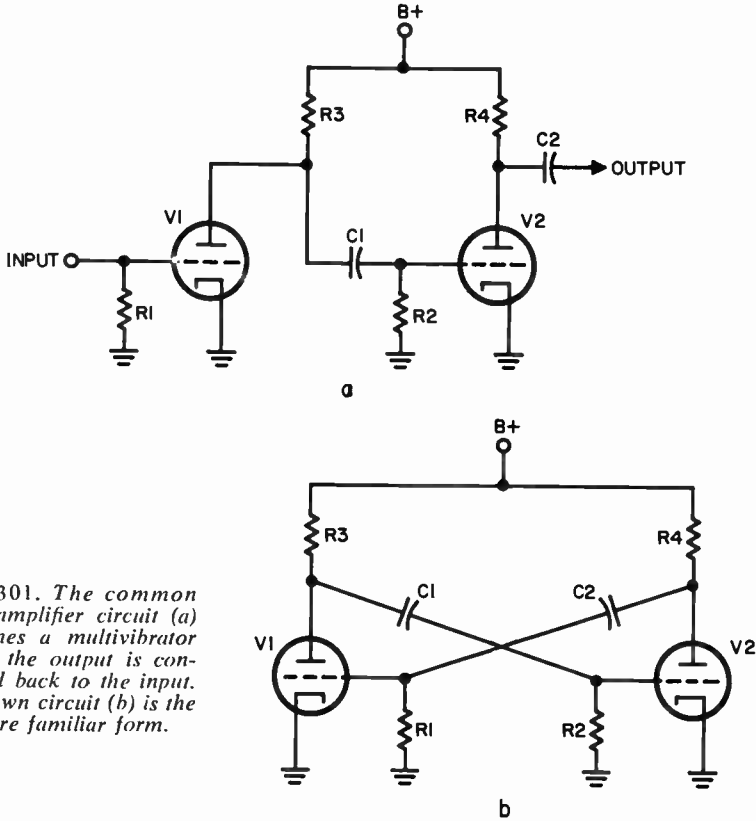 B+
R3
R4
C2
OUTPUT
V1
V2
INPUT
C1
R1
R2
a
B+
R3
R4
C1
C2
V1
V2
R1
R2
b
301. The common
amplifier circuit (a)
nes a multivibrator
the output is con-
l back to the input.
wn circuit (b) is the
re familiar form.